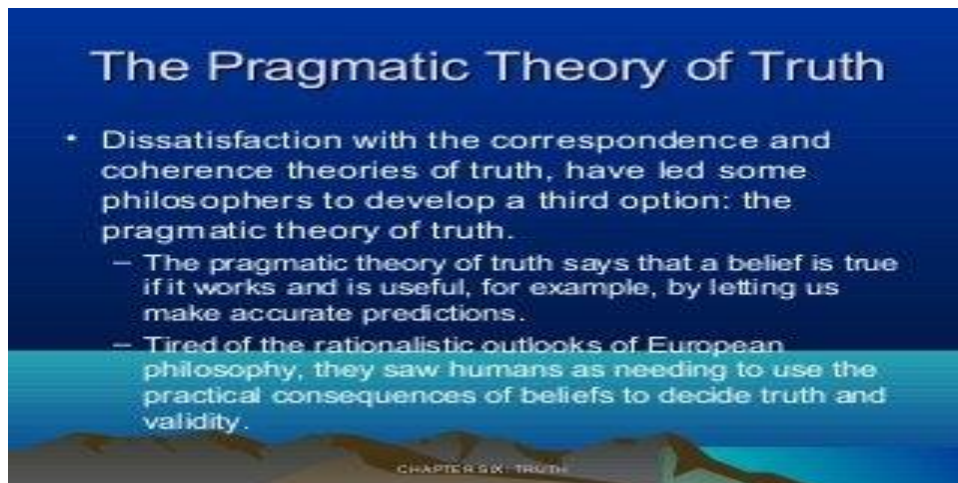 The Pragmatic Theory of Truth
• Dissatisfaction with the correspondence and
coherence theories of truth, have led some
philosophers to develop a third option: the
pragmatic theory of truth.
– The pragmatic theory of truth says that a belief is true
if it works and is useful, for example, by letting us
make accurate predictions.
– Tired of the rationalistic outlooks of European
philosophy, they saw humans as needing to use the
practical consequences of beliefs to decide truth and
validity.
CHAPTER SIX: TRUTH